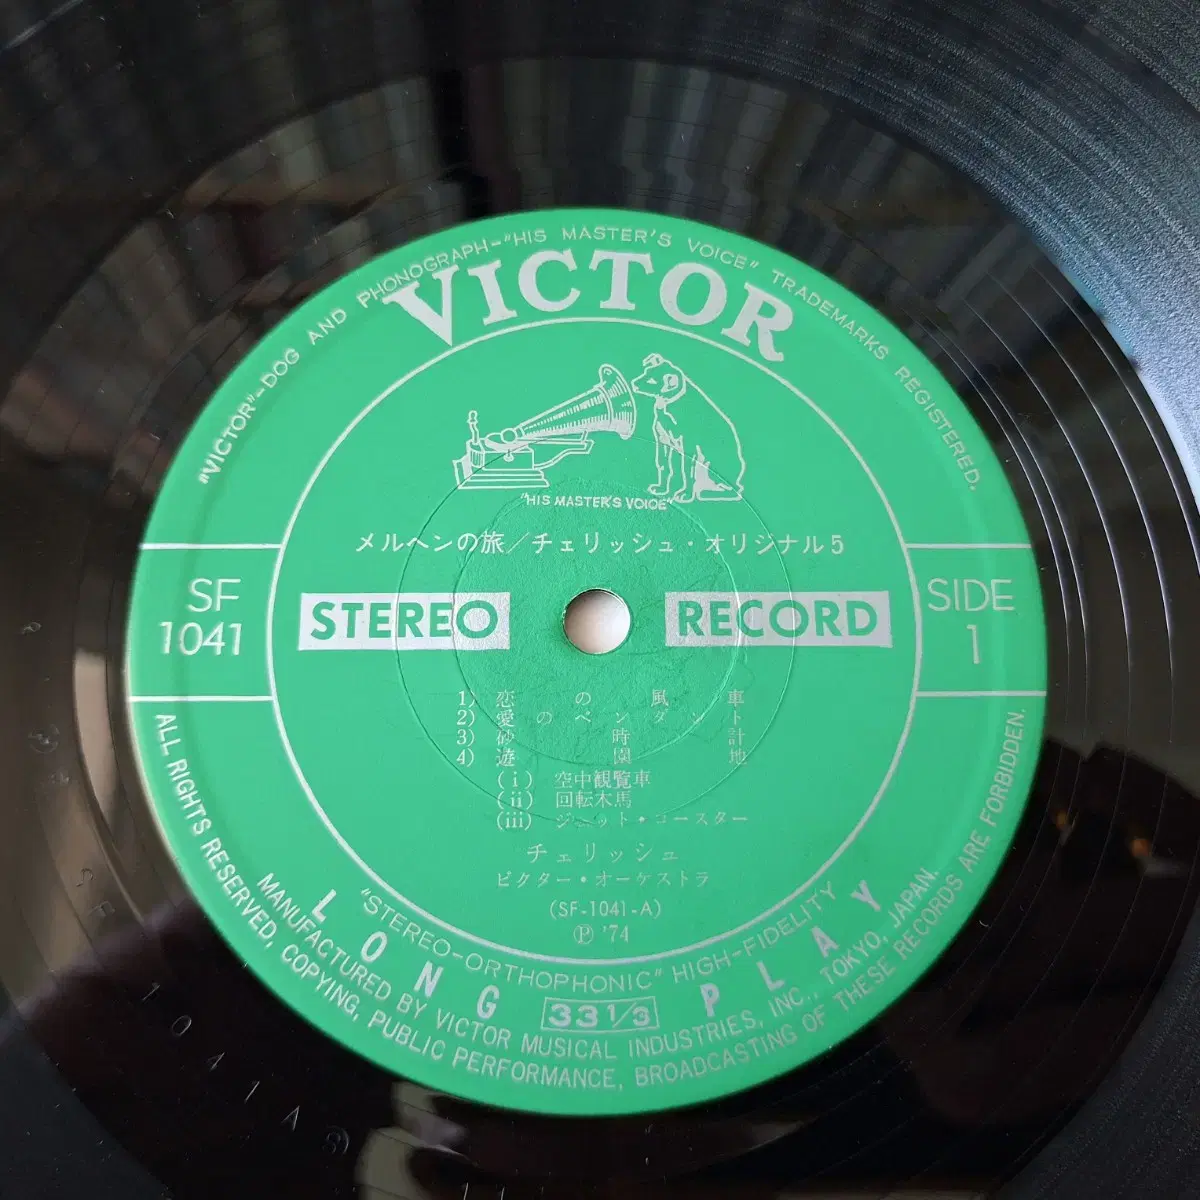 "VICTOR"-DOG AND PHONOGRAPH-"HIS MASTER'S VOICE" TRADEMARKS REGISTERED.
VICTOR
"HIS MASTER'S VOICE"
メルヘンの旅/チェリッシュ・オリジナル5
SF
1041
STEREO RECORD
SIDE
1
1) 恋の風車
2) 愛のペンダント
3) 砂時計
4) 遊園地
(i) 空中観覧車
(ii) 回転木馬
(iii) ジェット・コースター
チェリッシュ
ビクター・オーケストラ
(SF-1041-A)
Ⓟ '74
"STEREO-ORTHOPHONIC" HIGH-FIDELITY
LONG 33 1/3 PLAY
MANUFACTURED BY VICTOR MUSICAL INDUSTRIES, INC., TOKYO, JAPAN.
ALL RIGHTS RESERVED, COPYING, PUBLIC PERFORMANCE, BROADCASTING OF THESE RECORDS ARE FORBIDDEN.
SF 1041A